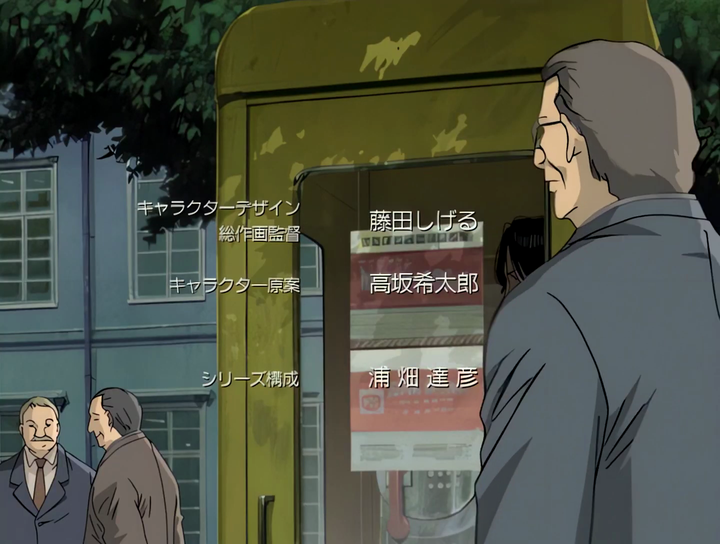 キャラクターデザイン
総作画監督 藤田しげる
キャラクター原案 高坂希太郎
シリーズ構成 浦畑達彦